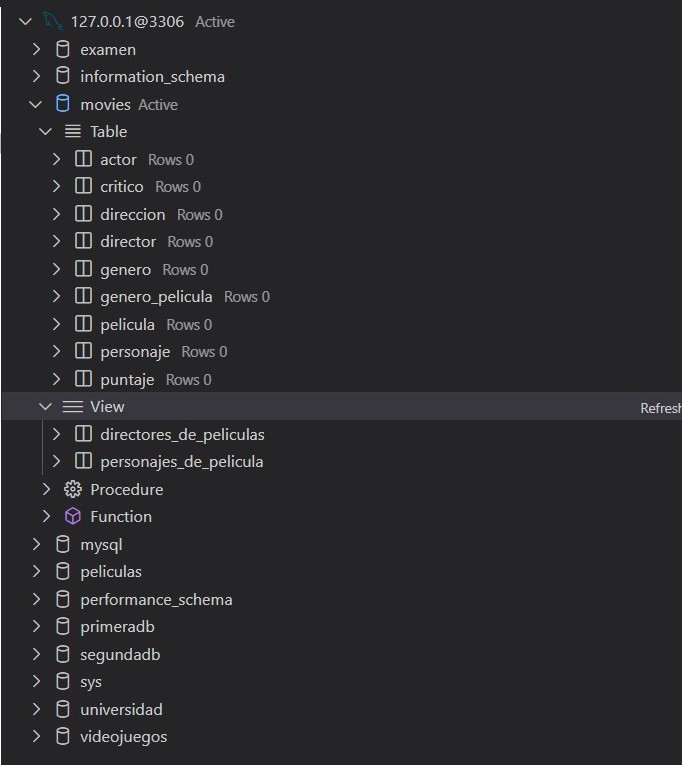 127.0.0.1@3306 Active
examen
information_schema
movies Active
Table
actor Rows 0
critico Rows 0
direccion Rows 0
director Rows 0
genero Rows 0
genero_pelicula Rows 0
pelicula Rows 0
personaje Rows 0
puntaje Rows 0
View Refresh
directores_de_peliculas
personajes_de_pelicula
Procedure
Function
mysql
peliculas
performance_schema
primeradb
segundadb
sys
universidad
videojuegos